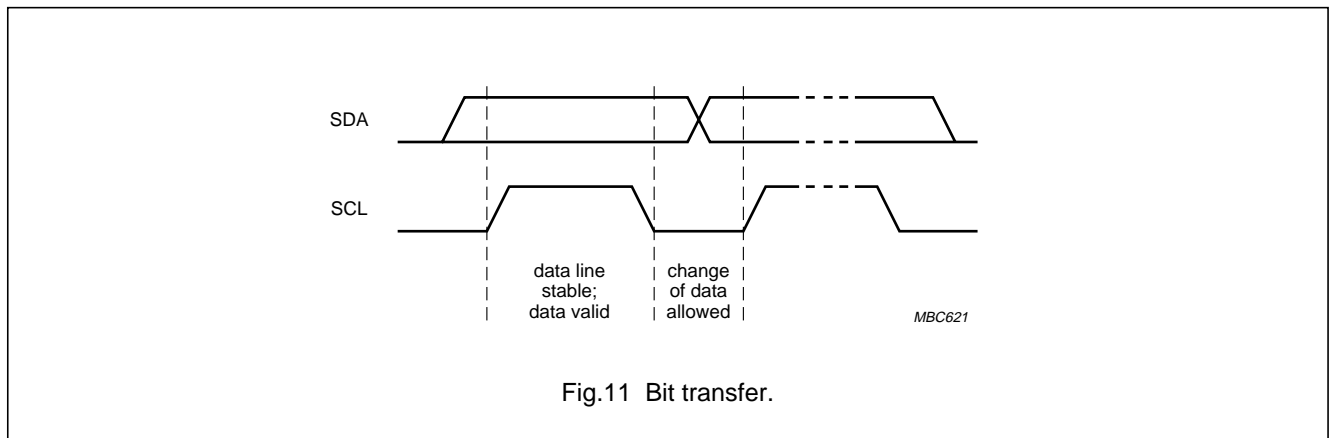 SDA
SCL
data line
stable;
data valid
change
of data
allowed
MBC621
Fig.11 Bit transfer.